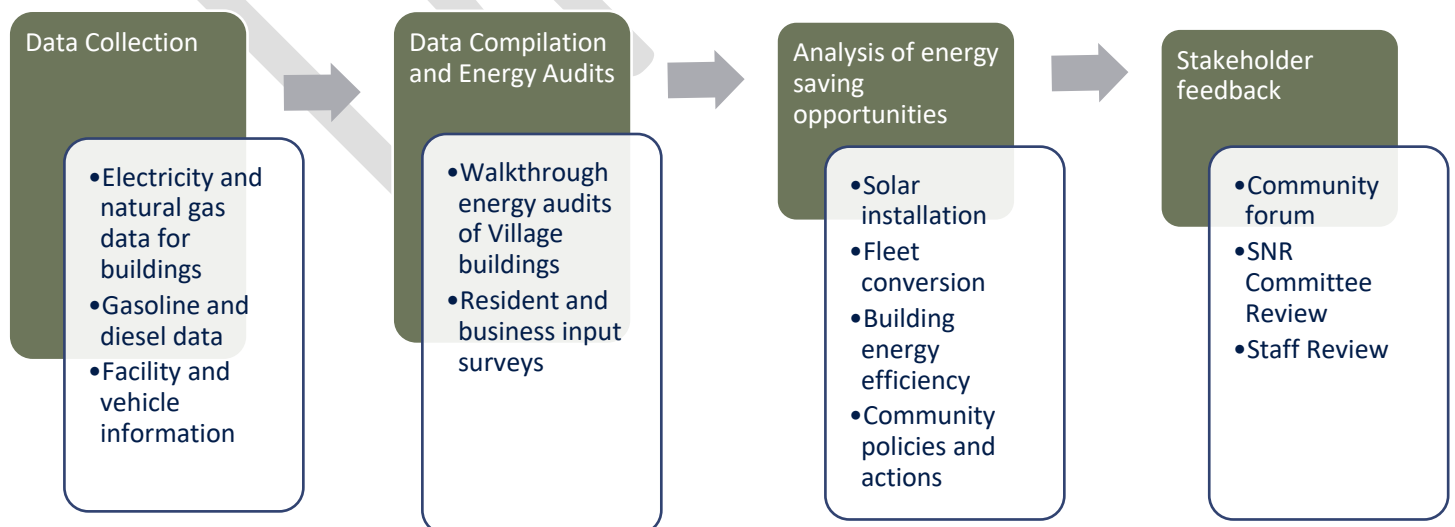 Data Collection
•Electricity and
natural gas
data for
buildings
•Gasoline and
diesel data
•Facility and
vehicle
information
Data Compilation
and Energy Audits
•Walkthrough
energy audits
of Village
buildings
•Resident and
business input
surveys
Analysis of energy
saving
opportunities
•Solar
installation
•Fleet
conversion
•Building
energy
efficiency
•Community
policies and
actions
Stakeholder
feedback
•Community
forum
•SNR
Committee
Review
•Staff Review